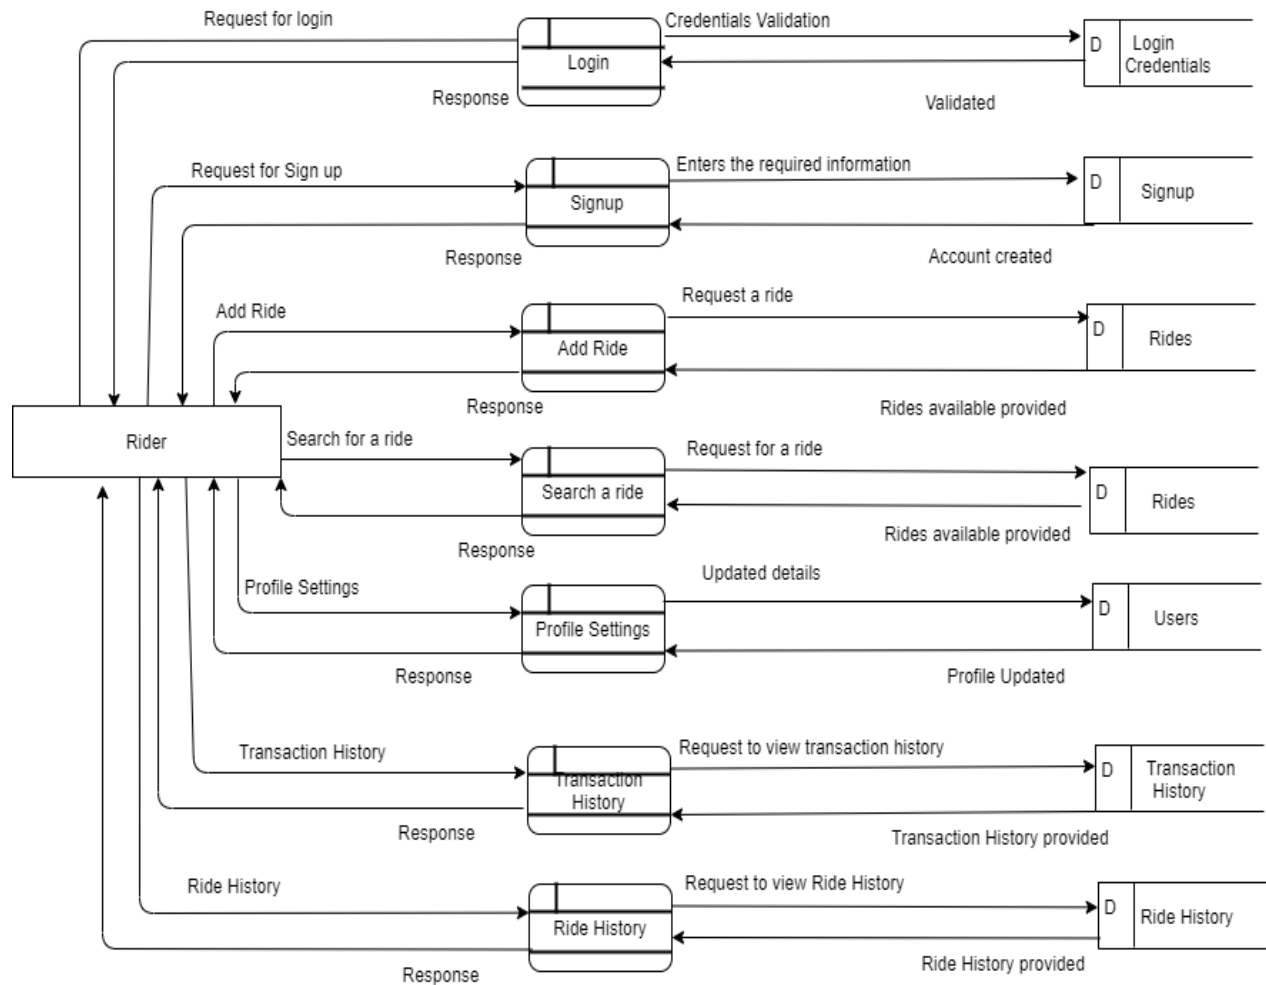 Request for login
Credentials Validation
D
Login
Credentials
Login
Response
Validated
Request for Sign up
Enters the required information
D
Signup
Signup
Response
Account created
Add Ride
Request a ride
D
Rides
Add Ride
Response
Rides available provided
Rider
Search for a ride
Request for a ride
D
Rides
Search a ride
Response
Rides available provided
Profile Settings
Updated details
D
Users
Profile Settings
Response
Profile Updated
Transaction History
Request to view transaction history
D
Transaction
History
Transaction
History
Response
Transaction History provided
Ride History
Request to view Ride History
D
Ride History
Ride History
Response
Ride History provided